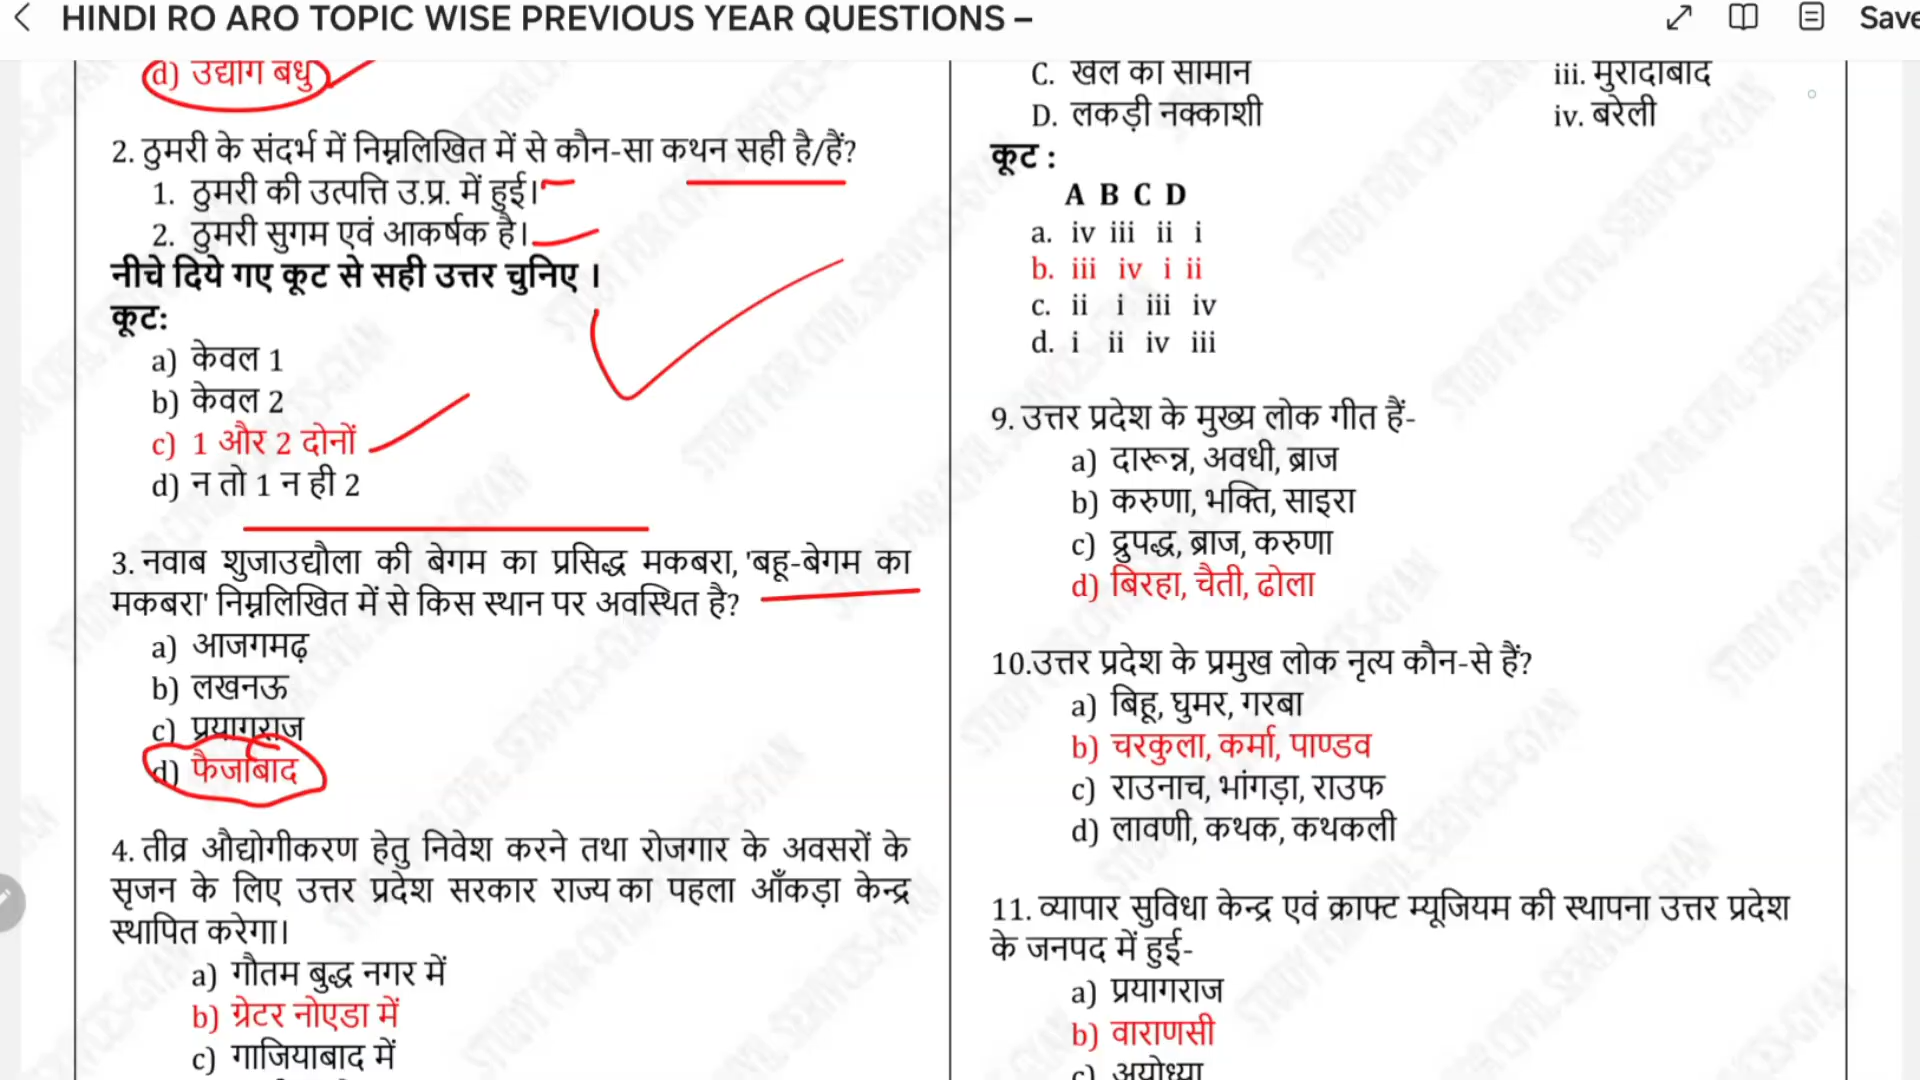 HINDI RO ARO TOPIC WISE PREVIOUS YEAR QUESTIONS –
Save
d) उद्योग बंधु
2. ठुमरी के संदर्भ में निम्नलिखित में से कौन-सा कथन सही है/हैं?
1. ठुमरी की उत्पत्ति उ.प्र. में हुई।
2. ठुमरी सुगम एवं आकर्षक है।
नीचे दिये गए कूट से सही उत्तर चुनिए ।
कूट:
a) केवल 1
b) केवल 2
c) 1 और 2 दोनों
d) न तो 1 न ही 2
3. नवाब शुजाउद्यौला की बेगम का प्रसिद्ध मकबरा, 'बहू-बेगम का
मकबरा' निम्नलिखित में से किस स्थान पर अवस्थित है?
a) आजगमढ़
b) लखनऊ
c) प्रयागराज
d) फैजाबाद
4. तीव्र औद्योगीकरण हेतु निवेश करने तथा रोजगार के अवसरों के
सृजन के लिए उत्तर प्रदेश सरकार राज्य का पहला आँकड़ा केन्द्र
स्थापित करेगा।
a) गौतम बुद्ध नगर में
b) ग्रेटर नोएडा में
c) गाजियाबाद में
C. खेल का सामान iii. मुरादाबाद
D. लकड़ी नक्काशी iv. बरेली
कूट :
A B C D
a. iv iii ii i
b. iii iv i ii
c. ii i iii iv
d. i ii iv iii
9. उत्तर प्रदेश के मुख्य लोक गीत हैं-
a) दारून्न, अवधी, ब्राज
b) करुणा, भक्ति, साइरा
c) द्रुपद्ध, ब्राज, करुणा
d) बिरहा, चैती, ढोला
10.उत्तर प्रदेश के प्रमुख लोक नृत्य कौन-से हैं?
a) बिहू, घुमर, गरबा
b) चरकुला, कर्मा, पाण्डव
c) राउनाच, भांगड़ा, राउफ
d) लावणी, कथक, कथकली
11. व्यापार सुविधा केन्द्र एवं क्राफ्ट म्यूजियम की स्थापना उत्तर प्रदेश
के जनपद में हुई-
a) प्रयागराज
b) वाराणसी
c) अयोध्या
STUDY FOR CIVIL SERIVCES-GYAN